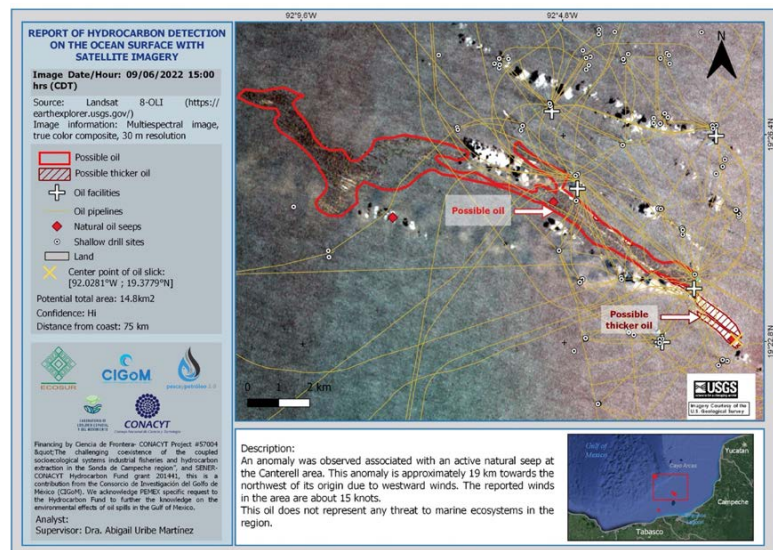 REPORT OF HYDROCARBON DETECTION
ON THE OCEAN SURFACE WITH
SATELLITE IMAGERY
Image Date/Hour: 09/06/2022 15:00
hrs (CDT)
Source: Landsat 8-OLI (https://
earthexplorer.usgs.gov/)
Image information: Multiespectral image,
true color composite, 30 m resolution
Possible oil
Possible thicker oil
Oil facilities
Oil pipelines
Natural oil seeps
Shallow drill sites
Land
Center point of oil slick:
[92.0281°W ; 19.3779°N]
Potential total area: 14.8km2
Confidence: Hi
Distance from coast: 75 km
ECOSUR
CIGoM
CONACYT
Financing by Ciencia de Frontera- CONACYT Project #57004
&quot;The challenging coexistence of the coupled
socioecological systems industrial fisheries and hydrocarbon
extraction in the Sonda de Campeche region", and SENER-
CONACYT Hydrocarbon Fund grant 201441, this is a
contribution from the Consorcio de Investigación del Golfo de
México (CIGoM). We acknowledge PEMEX specific request to
the Hydrocarbon Fund to further the knowledge on the
environmental effects of oil spills in the Gulf of Mexico.
Analyst:
Supervisor: Dra. Abigail Uribe Martínez
92°4.8'W
N
19°22.8'N
Possible oil
Possible
thicker oil
0 1 2 km
USGS
Imagery Courtesy of the
U.S. Geological Survey
Description:
An anomaly was observed associated with an active natural seep at
the Canterell area. This anomaly is approximately 19 km towards the
northwest of its origin due to westward winds. The reported winds
in the area are about 15 knots.
This oil does not represent any threat to marine ecosystems in the
region.
Gulf of
Mexico
Yucatan
Campeche
Tabasco